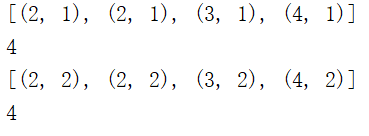 [(2, 1), (2, 1), (3, 1), (4, 1)]
4
[(2, 2), (2, 2), (3, 2), (4, 2)]
4